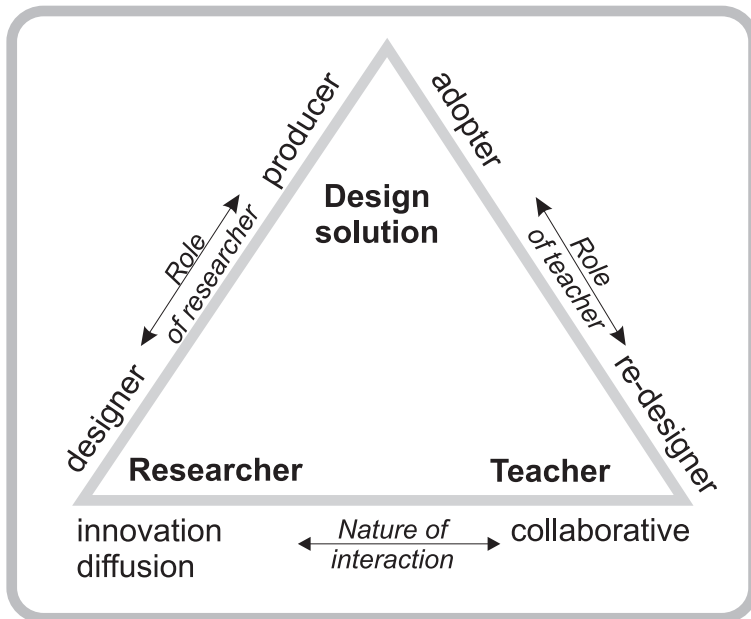 producer
adopter
Design
solution
Role
of researcher
Role
of teacher
designer
re-designer
Researcher
Teacher
innovation
diffusion
Nature of
interaction
collaborative